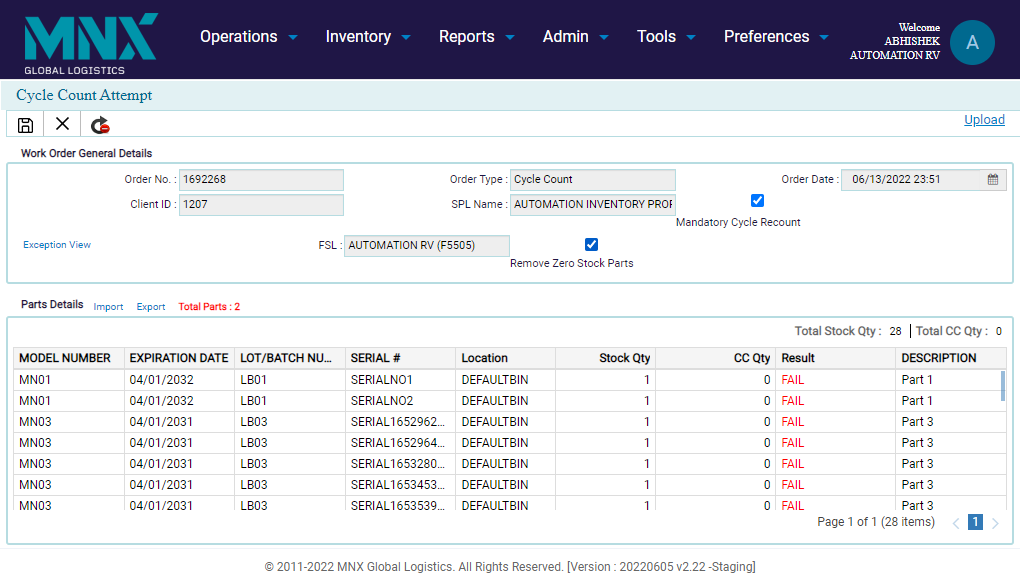 MNX
GLOBAL LOGISTICS
Operations Inventory Reports Admin Tools Preferences
Welcome
ABHISHEK
AUTOMATION RV
A
Cycle Count Attempt
Upload
Work Order General Details
Order No. : 1692268 Order Type : Cycle Count Order Date : 06/13/2022 23:51
Client ID : 1207 SPL Name : AUTOMATION INVENTORY PROF
Mandatory Cycle Recount
Exception View FSL : AUTOMATION RV (F5505)
Remove Zero Stock Parts
Parts Details Import Export Total Parts : 2
Total Stock Qty : 28 Total CC Qty : 0
MODEL NUMBER EXPIRATION DATE LOT/BATCH NU... SERIAL # Location Stock Qty CC Qty Result DESCRIPTION
MN01 04/01/2032 LB01 SERIALNO1 DEFAULTBIN 1 0 FAIL Part 1
MN01 04/01/2032 LB01 SERIALNO2 DEFAULTBIN 1 0 FAIL Part 1
MN03 04/01/2031 LB03 SERIAL1652962... DEFAULTBIN 1 0 FAIL Part 3
MN03 04/01/2031 LB03 SERIAL1652964... DEFAULTBIN 1 0 FAIL Part 3
MN03 04/01/2031 LB03 SERIAL1653280... DEFAULTBIN 1 0 FAIL Part 3
MN03 04/01/2031 LB03 SERIAL1653453... DEFAULTBIN 1 0 FAIL Part 3
MN03 04/01/2031 LB03 SERIAL1653539... DEFAULTBIN 1 0 FAIL Part 3
Page 1 of 1 (28 items) 1
© 2011-2022 MNX Global Logistics. All Rights Reserved. [Version : 20220605 v2.22 -Staging]